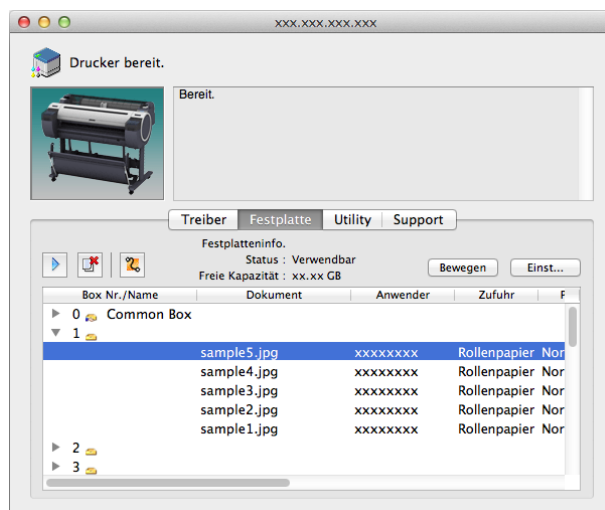 xxx.xxx.xxx.xxx
Drucker bereit.
Bereit.
Treiber Festplatte Utility Support
Festplatteninfo.
Status : Verwendbar
Freie Kapazität : xx.xx GB
Bewegen Einst...
Box Nr./Name Dokument Anwender Zufuhr F
0 Common Box
1
sample5.jpg xxxxxxxx Rollenpapier Nor
sample4.jpg xxxxxxxx Rollenpapier Nor
sample3.jpg xxxxxxxx Rollenpapier Nor
sample2.jpg xxxxxxxx Rollenpapier Nor
sample1.jpg xxxxxxxx Rollenpapier Nor
2
3